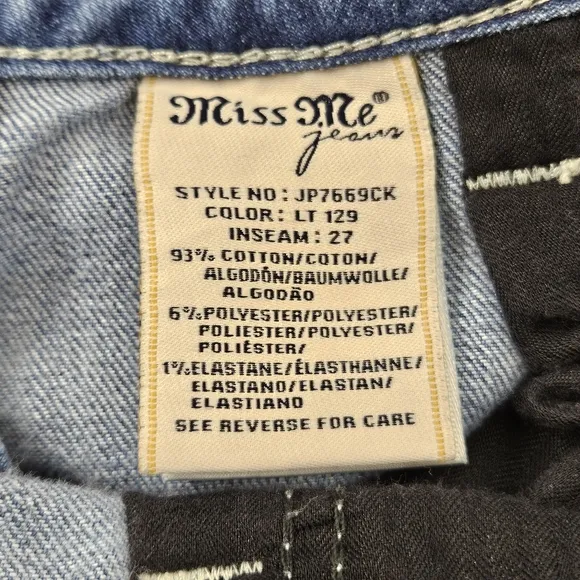 Miss Me®
jeans
STYLE NO: JP7669CK
COLOR: LT 129
INSEAM: 27
93% COTTON/COTON/
ALGODÓN/BAUMWOLLE/
ALGODÃO
6% POLYESTER/POLYESTER/
POLIESTER/POLYESTER/
POLIÉSTER/
1% ELASTANE/ÉLASTHANNE/
ELASTANO/ELASTAN/
ELASTIANO
SEE REVERSE FOR CARE